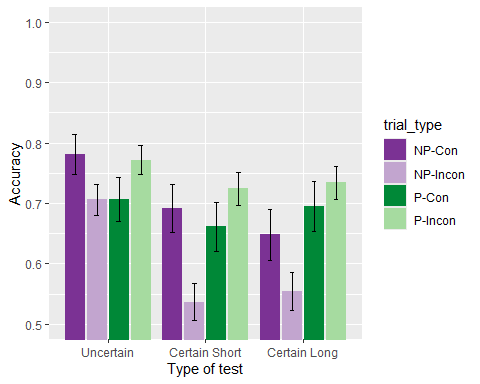 1.0
0.9
0.8
0.7
0.6
0.5
Accuracy
Uncertain
Certain Short
Certain Long
Type of test
trial_type
NP-Con
NP-Incon
P-Con
P-Incon